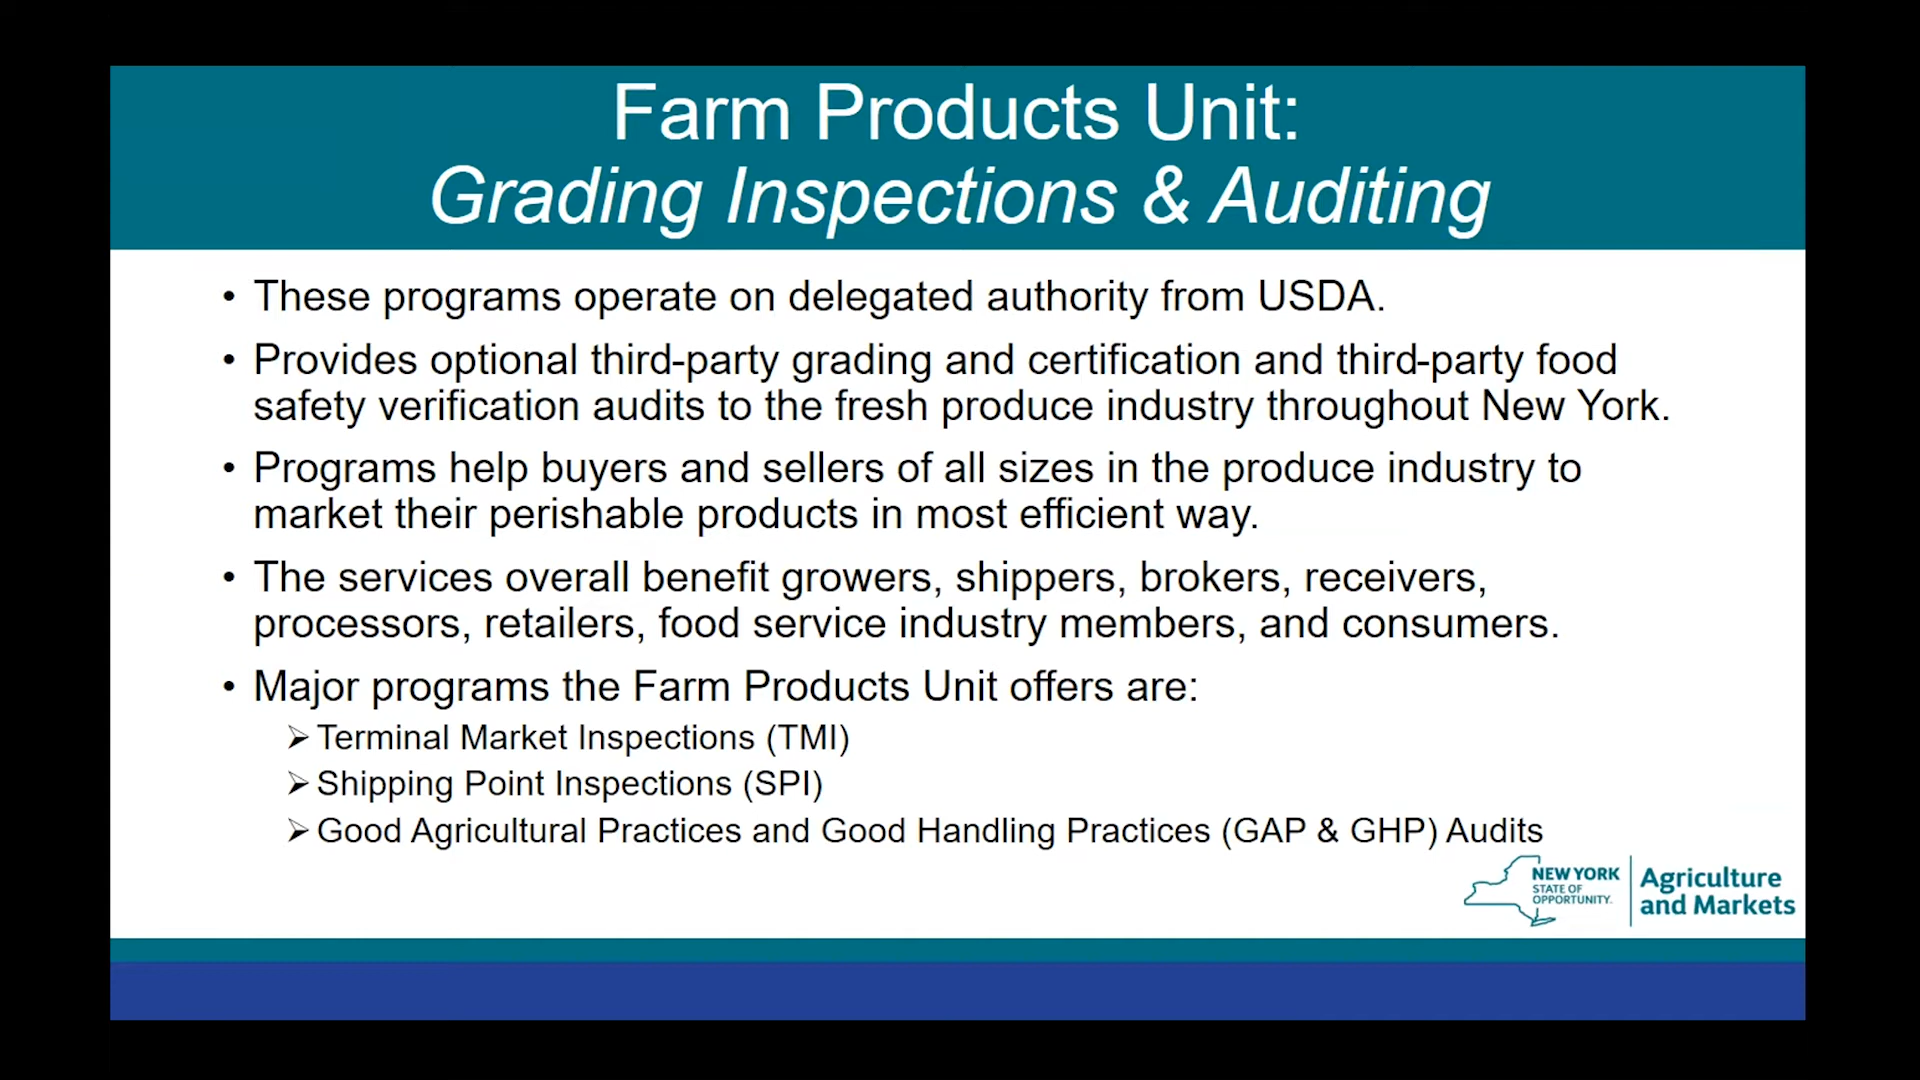 Farm Products Unit:
Grading Inspections & Auditing
• These programs operate on delegated authority from USDA.
• Provides optional third-party grading and certification and third-party food
safety verification audits to the fresh produce industry throughout New York.
• Programs help buyers and sellers of all sizes in the produce industry to
market their perishable products in most efficient way.
• The services overall benefit growers, shippers, brokers, receivers,
processors, retailers, food service industry members, and consumers.
• Major programs the Farm Products Unit offers are:
➢ Terminal Market Inspections (TMI)
➢ Shipping Point Inspections (SPI)
➢ Good Agricultural Practices and Good Handling Practices (GAP & GHP) Audits
NEW YORK
STATE OF
OPPORTUNITY.
Agriculture
and Markets